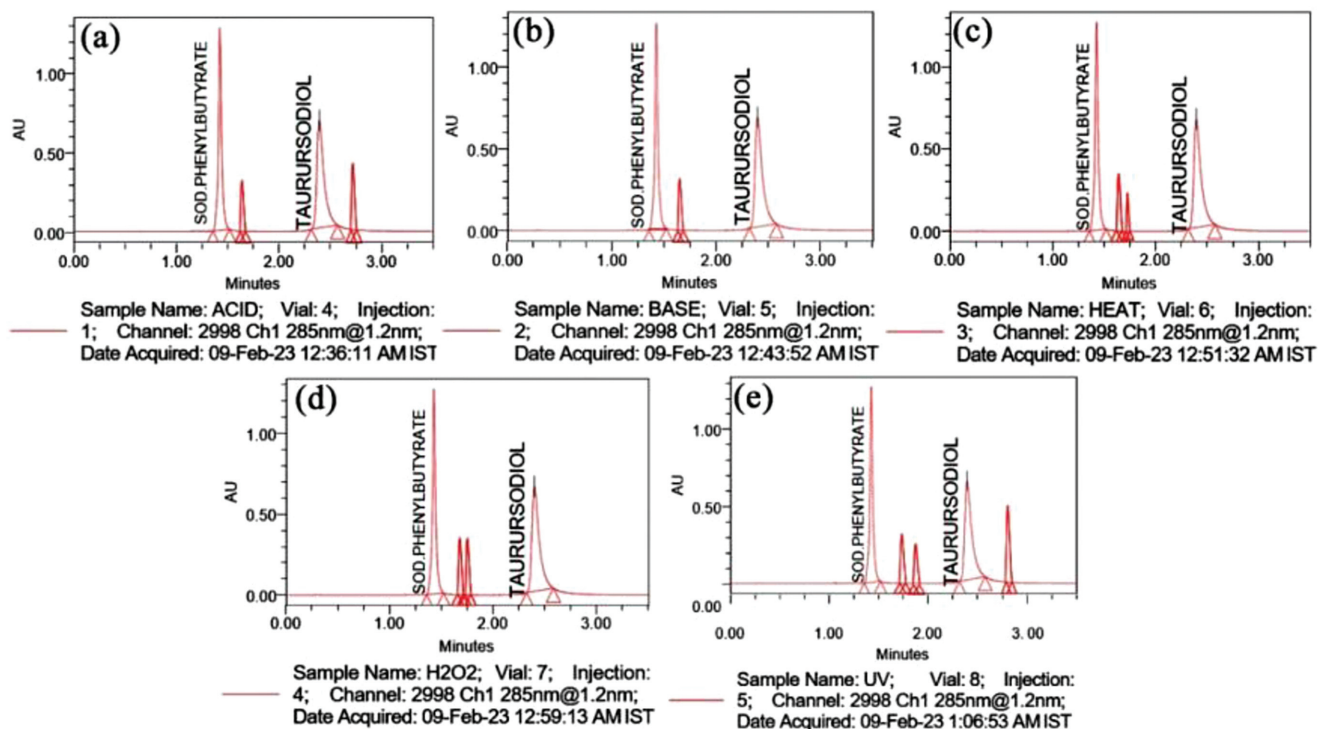 (a)
AU
1.00
0.50
0.00
SOD.PHENYLBUTYRATE
TAURURSODIOL
0.00 1.00 2.00 3.00
Minutes
Sample Name: ACID; Vial: 4; Injection:
1; Channel: 2998 Ch1 285nm@1.2nm;
Date Acquired: 09-Feb-23 12:36:11 AM IST
(b)
AU
1.00
0.50
0.00
SOD.PHENYLBUTYRATE
TAURURSODIOL
0.00 1.00 2.00 3.00
Minutes
Sample Name: BASE; Vial: 5; Injection:
2; Channel: 2998 Ch1 285nm@1.2nm;
Date Acquired: 09-Feb-23 12:43:52 AM IST
(c)
AU
1.00
0.50
0.00
SOD.PHENYLBUTYRATE
TAURURSODIOL
0.00 1.00 2.00 3.00
Minutes
Sample Name: HEAT; Vial: 6; Injection:
3; Channel: 2998 Ch1 285nm@1.2nm;
Date Acquired: 09-Feb-23 12:51:32 AM IST
(d)
AU
1.00
0.50
0.00
SOD.PHENYLBUTYRATE
TAURURSODIOL
0.00 1.00 2.00 3.00
Minutes
Sample Name: H2O2; Vial: 7; Injection:
4; Channel: 2998 Ch1 285nm@1.2nm;
Date Acquired: 09-Feb-23 12:59:13 AM IST
(e)
AU
1.00
0.50
0.00
SOD.PHENYLBUTYRATE
TAURURSODIOL
0.00 1.00 2.00 3.00
Minutes
Sample Name: UV; Vial: 8; Injection:
5; Channel: 2998 Ch1 285nm@1.2nm;
Date Acquired: 09-Feb-23 1:06:53 AM IST